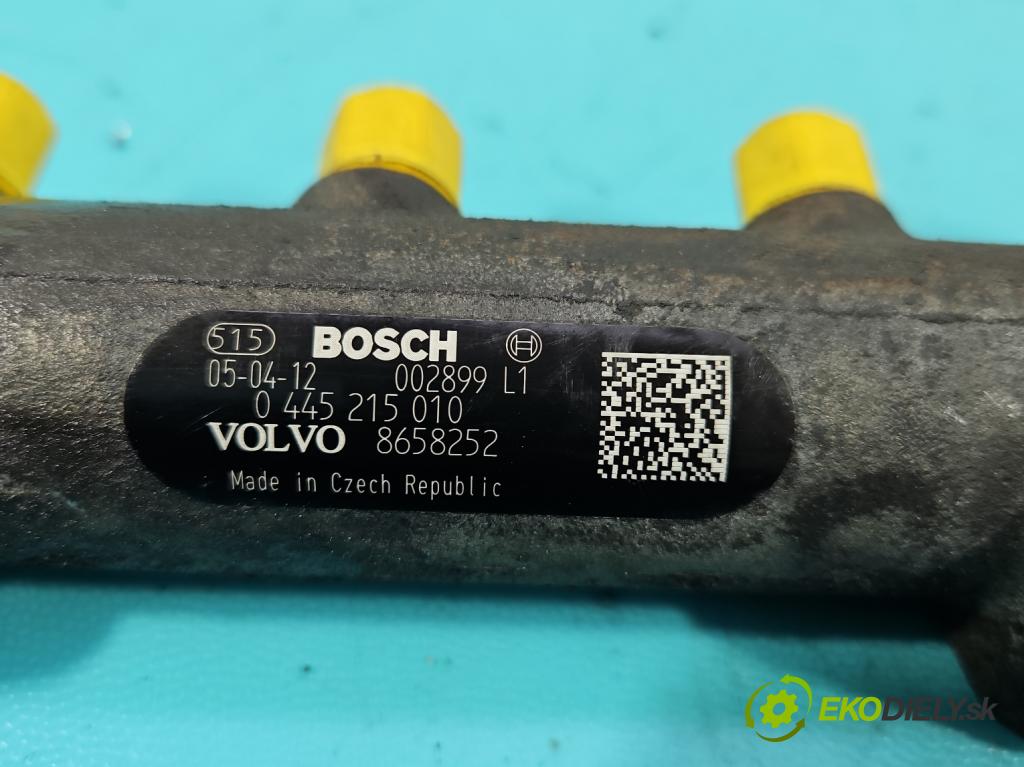 515 BOSCH
05-04-12 002899 L1
0 445 215 010
VOLVO 8658252
Made in Czech Republic
EKODIELY.sk